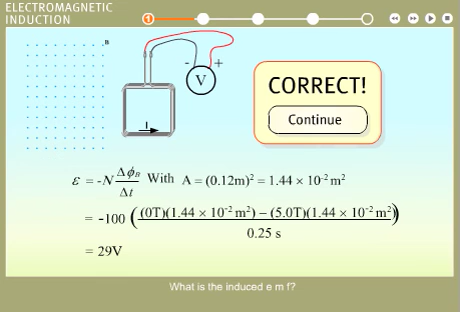 ELECTROMAGNETIC
INDUCTION
1
B
- +
V
I
CORRECT!
Continue
ε = -N Δϕ_B / Δt With A = (0.12m)² = 1.44 × 10⁻² m²
= -100 ( (0T)(1.44 × 10⁻² m²) – (5.0T)(1.44 × 10⁻² m²) / 0.25 s )
= 29V
What is the induced e m f?